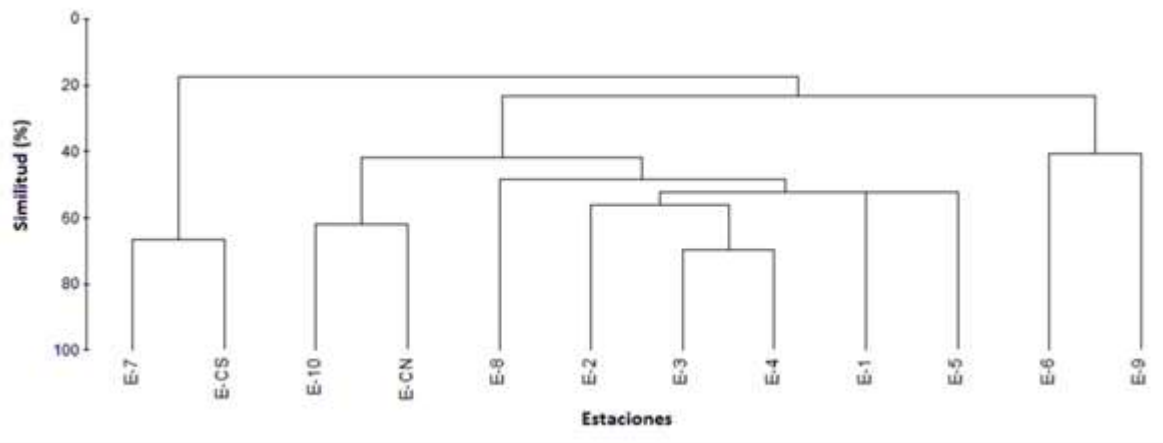 0
20
40
60
80
100
Similitud (%)
E-7
E-CS
E-10
E-CN
E-8
E-2
E-3
E-4
E-1
E-5
E-6
E-9
Estaciones